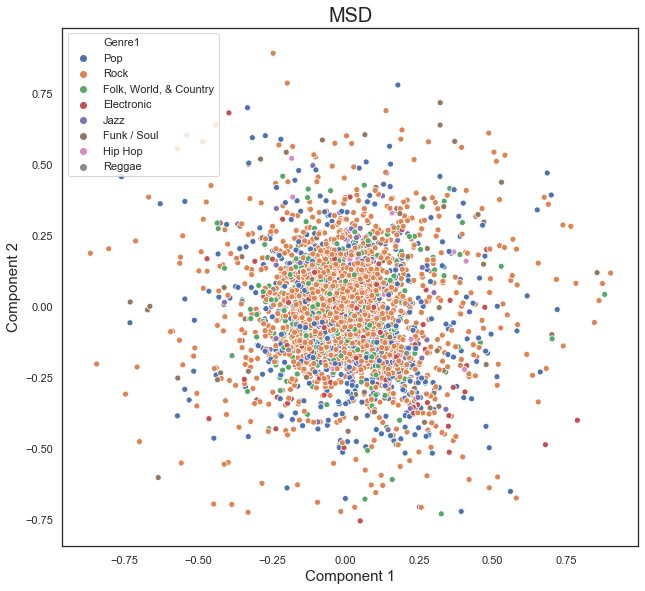 MSD
Genre1
Pop
Rock
Folk, World, & Country
Electronic
Jazz
Funk / Soul
Hip Hop
Reggae
0.75
0.50
0.25
0.00
−0.25
−0.50
−0.75
Component 2
−0.75 −0.50 −0.25 0.00 0.25 0.50 0.75
Component 1